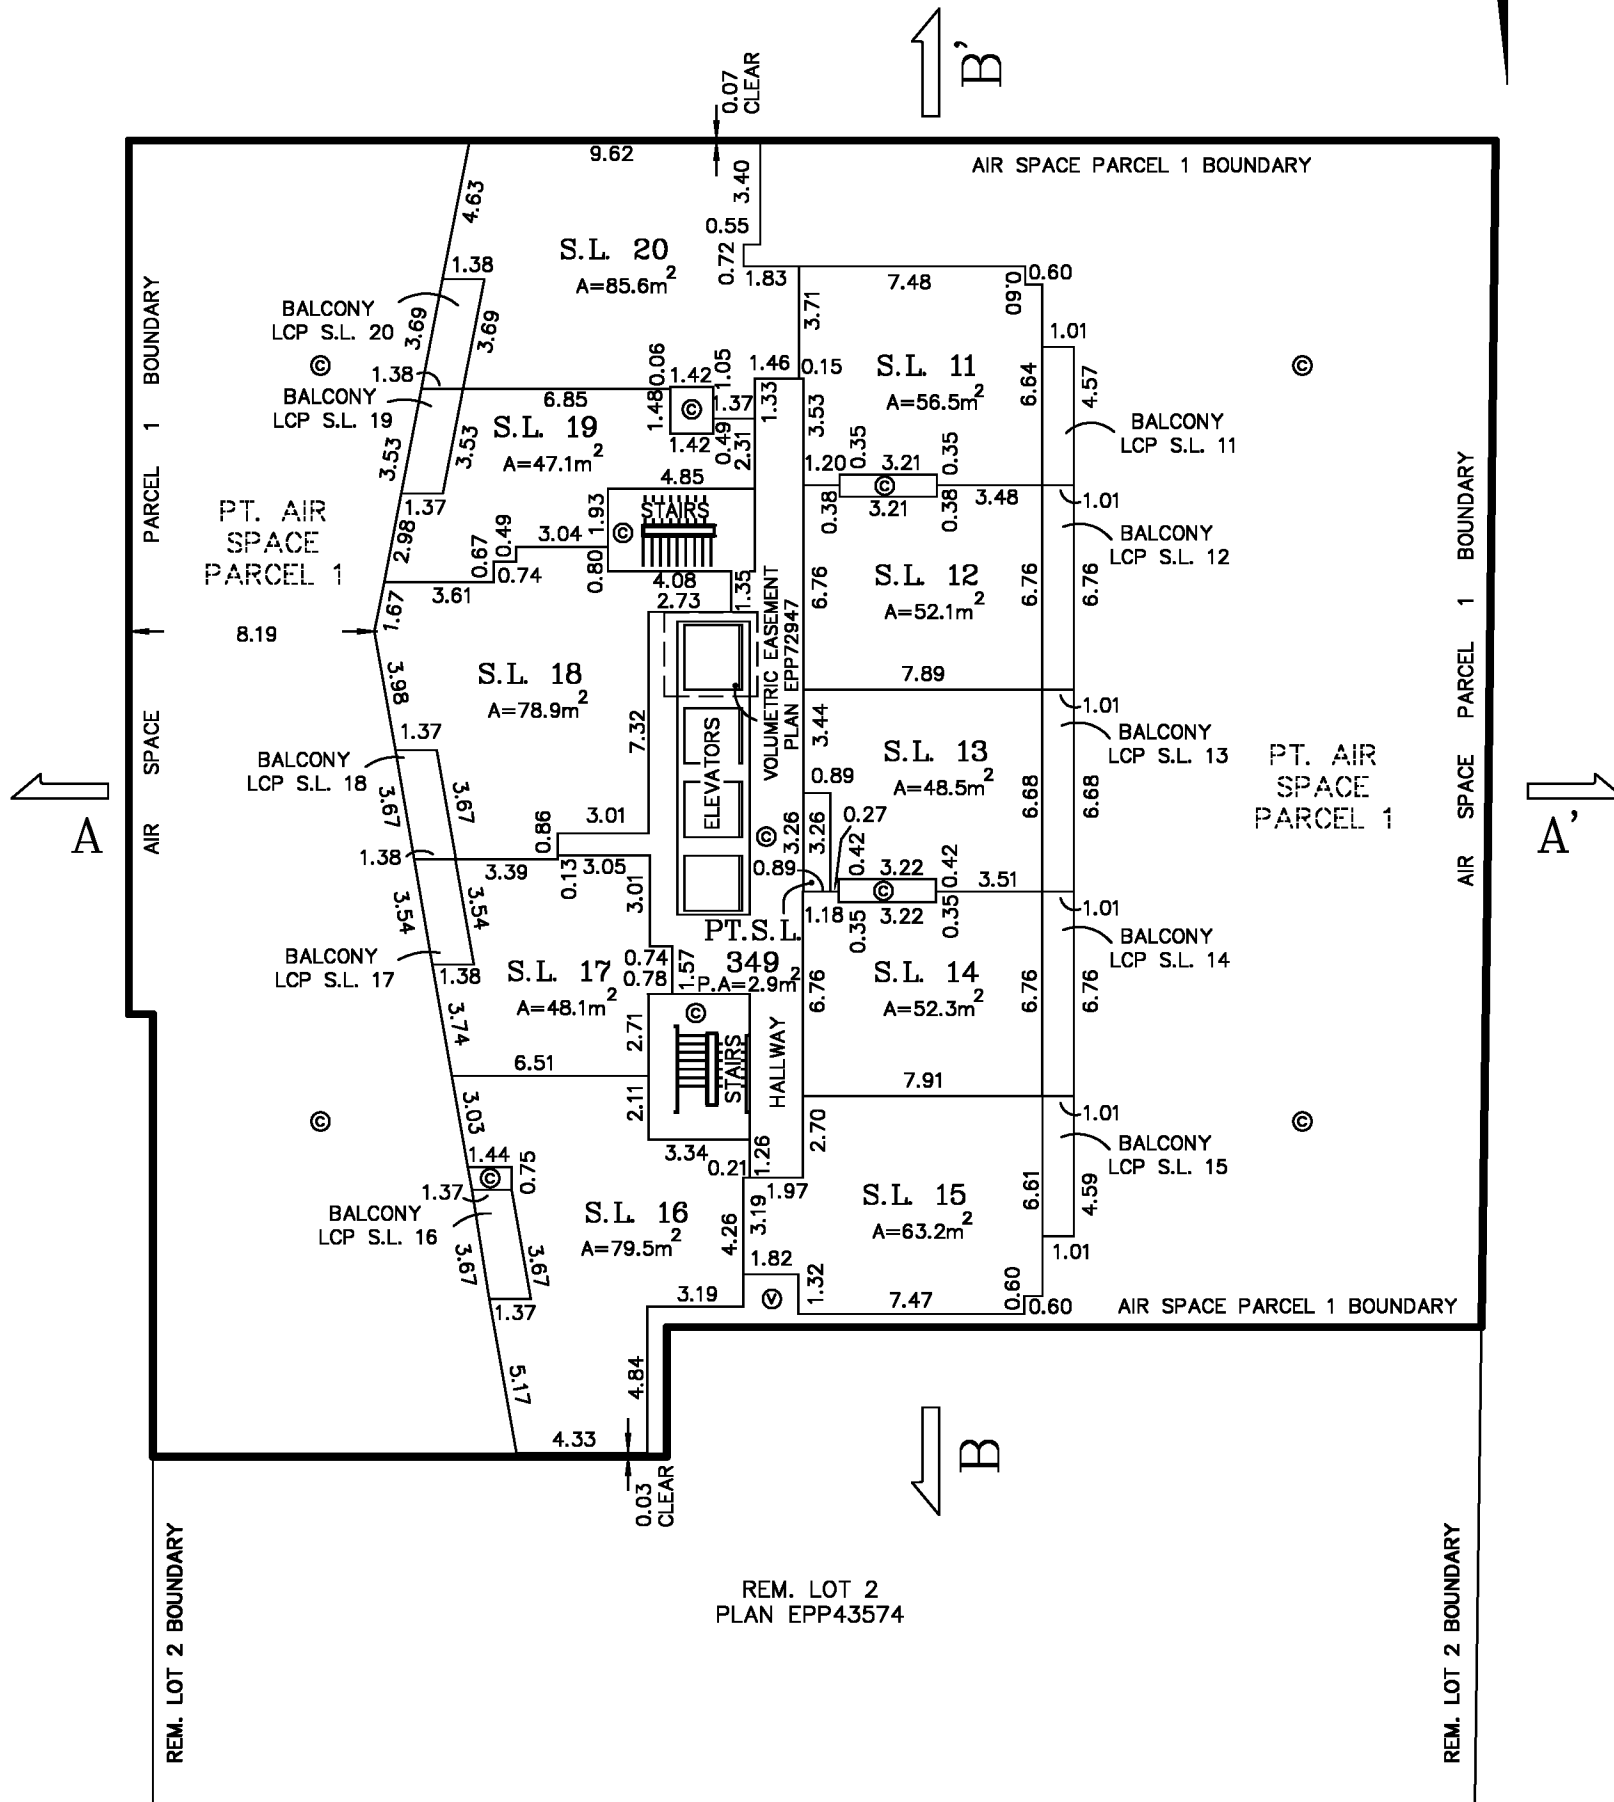 B'
0.07
CLEAR
AIR SPACE PARCEL 1 BOUNDARY
9.62
3.40
4.63
0.55
S.L. 20
A=85.6m²
0.72
1.83
1.38
7.48
0.60
0.60
BALCONY
LCP S.L. 20
3.69
3.69
3.71
1.01
©
1.38
0.06
1.42
1.05
1.46
0.15
S.L. 11
A=56.5m²
6.64
4.57
©
BALCONY
LCP S.L. 19
6.85
1.48
©
1.37
1.33
3.53
S.L. 19
A=47.1m²
1.42
0.49
2.31
0.35
0.35
BALCONY
LCP S.L. 11
3.53
3.53
4.85
1.20
3.21
©
3.21
3.48
1.01
0.38
0.38
1.37
STAIRS
©
1.93
PT. AIR
SPACE
PARCEL 1
2.98
0.67
0.49
3.04
0.74
0.80
4.08
1.35
BALCONY
LCP S.L. 12
S.L. 12
A=52.1m²
6.76
6.76
6.76
3.61
2.73
1.67
8.19
VOLUMETRIC EASEMENT
PLAN EPP72947
S.L. 18
A=78.9m²
3.98
7.89
1.01
1.37
7.32
ELEVATORS
3.44
S.L. 13
A=48.5m²
BALCONY
LCP S.L. 13
PT. AIR
SPACE
PARCEL 1
BALCONY
LCP S.L. 18
3.67
3.67
0.89
0.27
6.68
6.68
A
A'
3.01
0.86
©
3.26
3.26
0.42
0.42
1.38
3.39
0.13
3.05
0.89
3.22
©
3.22
3.51
1.01
3.01
1.18
0.35
0.35
3.54
3.54
PT.S.L.
349
P.A=2.9m²
BALCONY
LCP S.L. 14
BALCONY
LCP S.L. 17
1.38
S.L. 17
A=48.1m²
0.74
0.78
1.57
S.L. 14
A=52.3m²
6.76
6.76
6.76
©
3.74
2.71
STAIRS
HALLWAY
6.51
7.91
1.01
3.03
2.11
2.70
©
©
BALCONY
LCP S.L. 15
1.44
©
0.75
3.34
0.21
1.26
1.97
1.37
BALCONY
LCP S.L. 16
S.L. 16
A=79.5m²
S.L. 15
A=63.2m²
4.26
3.19
6.61
4.59
3.67
3.67
1.82
1.01
1.37
3.19
Ⓥ
1.32
7.47
0.60
0.60
AIR SPACE PARCEL 1 BOUNDARY
5.17
4.84
4.33
0.03
CLEAR
B
AIR SPACE PARCEL 1 BOUNDARY
AIR SPACE PARCEL 1 BOUNDARY
REM. LOT 2
PLAN EPP43574
REM. LOT 2 BOUNDARY
REM. LOT 2 BOUNDARY